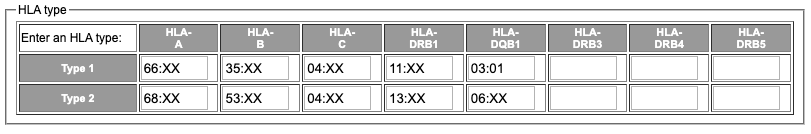 HLA type
Enter an HLA type: HLA-A HLA-B HLA-C HLA-DRB1 HLA-DQB1 HLA-DRB3 HLA-DRB4 HLA-DRB5
Type 1 66:XX 35:XX 04:XX 11:XX 03:01
Type 2 68:XX 53:XX 04:XX 13:XX 06:XX